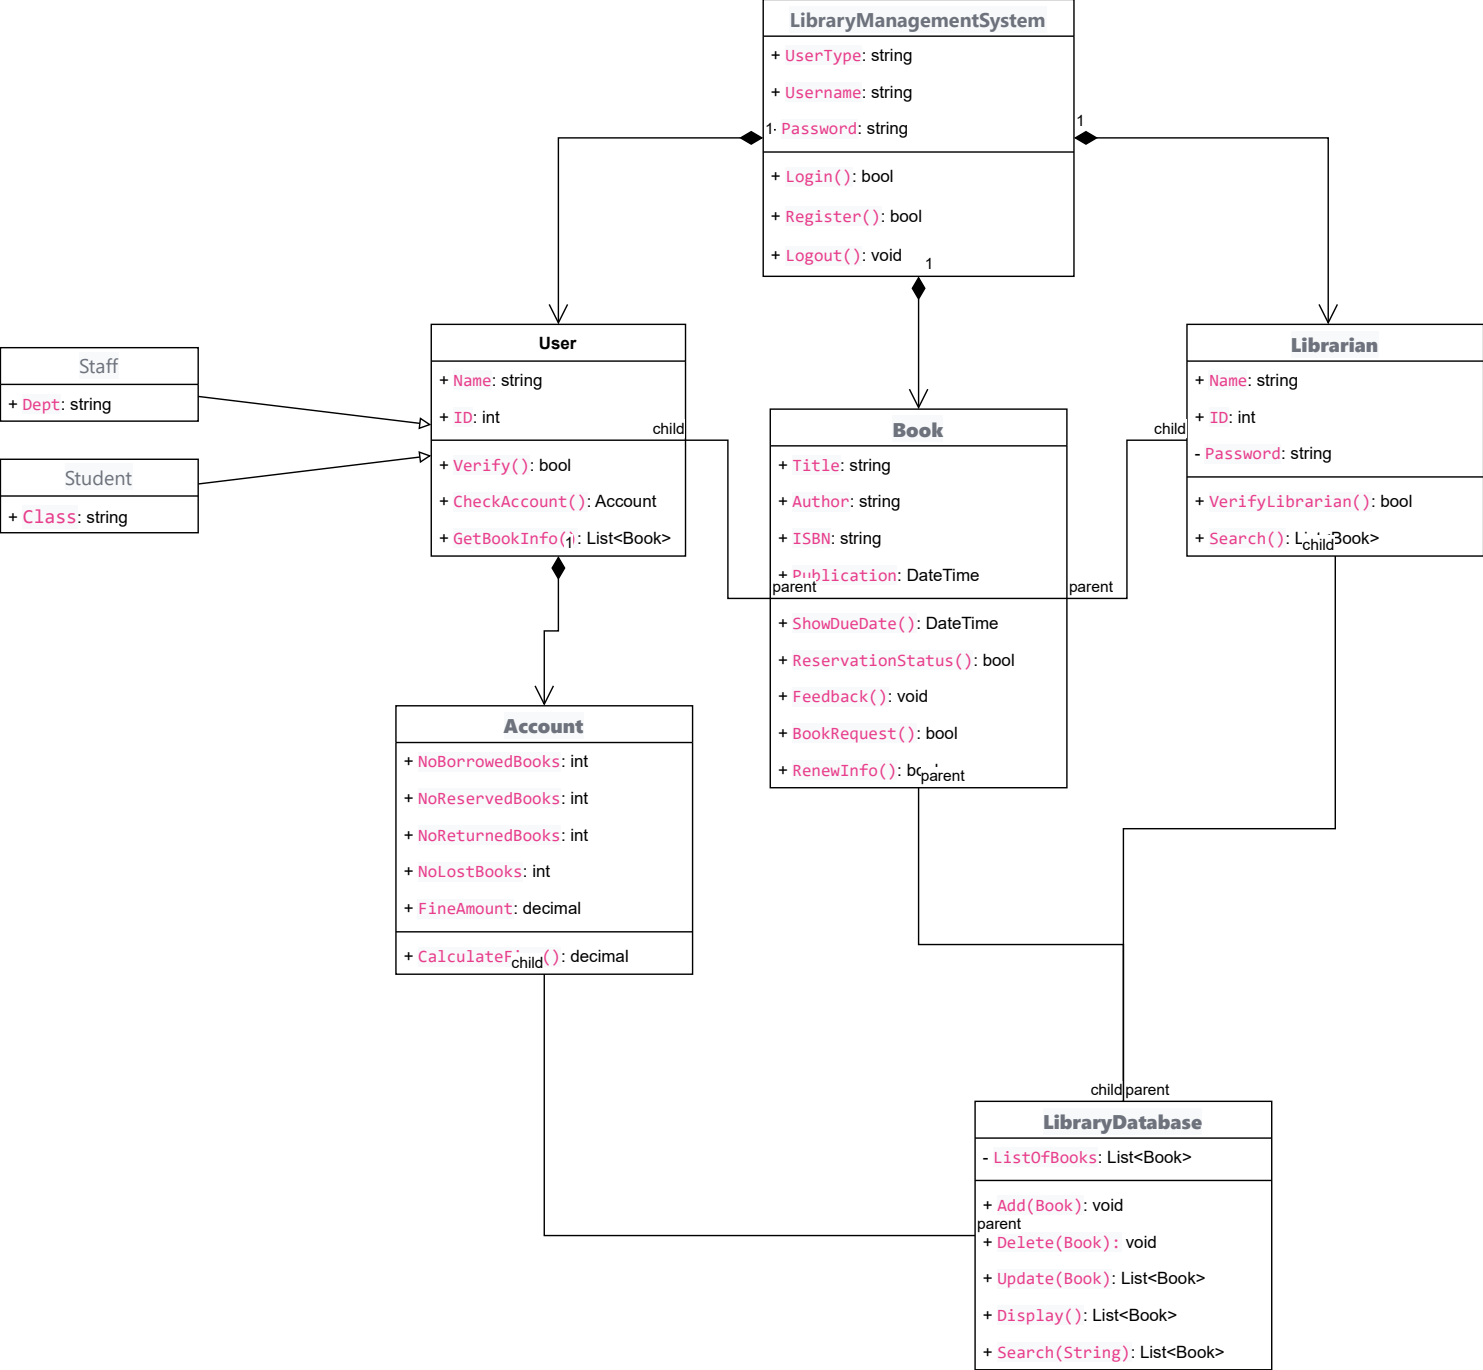 LibraryManagementSystem
+ UserType: string
+ Username: string
1
- Password: string
1
+ Login(): bool
+ Register(): bool
+ Logout(): void
1
Staff
+ Dept: string
Student
+ Class: string
User
+ Name: string
+ ID: int
child
+ Verify(): bool
+ CheckAccount(): Account
+ GetBookInfo(): List<Book>
1
Book
+ Title: string
+ Author: string
+ ISBN: string
+ Publication: DateTime
parent
parent
+ ShowDueDate(): DateTime
+ ReservationStatus(): bool
+ Feedback(): void
+ BookRequest(): bool
+ RenewInfo(): bool
parent
Librarian
+ Name: string
+ ID: int
child
- Password: string
+ VerifyLibrarian(): bool
+ Search(): List<Book>
child
Account
+ NoBorrowedBooks: int
+ NoReservedBooks: int
+ NoReturnedBooks: int
+ NoLostBooks: int
+ FineAmount: decimal
+ CalculateFine(): decimal
child
child parent
LibraryDatabase
- ListOfBooks: List<Book>
+ Add(Book): void
parent
+ Delete(Book): void
+ Update(Book): List<Book>
+ Display(): List<Book>
+ Search(String): List<Book>